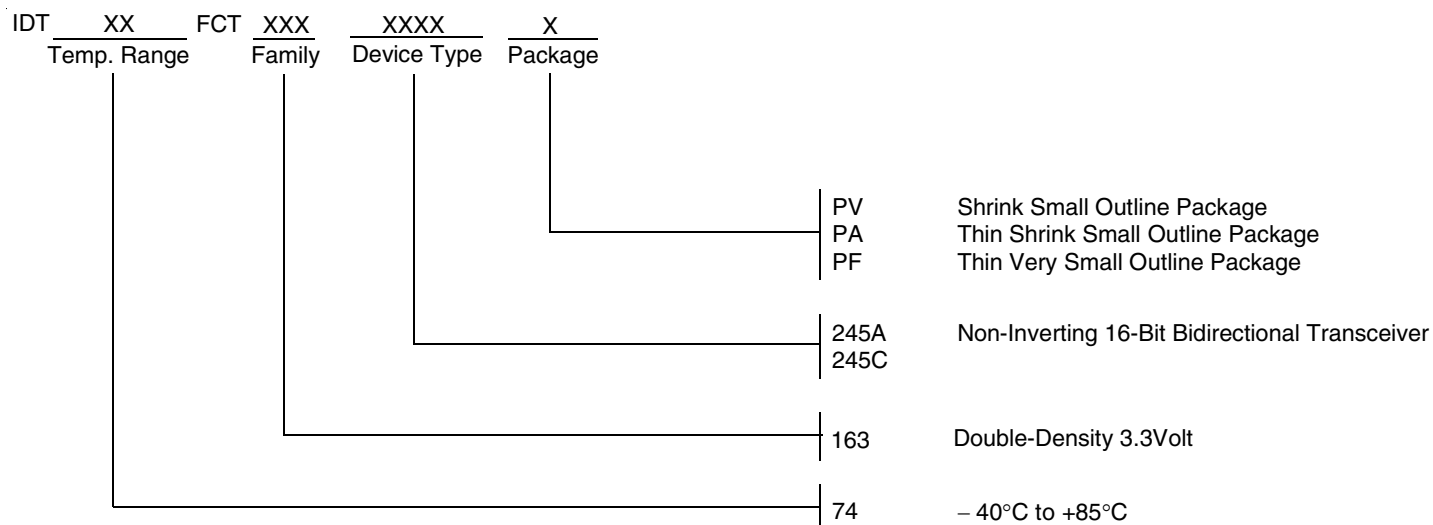 IDT XX FCT XXX XXXX X
Temp. Range Family Device Type Package
PV Shrink Small Outline Package
PA Thin Shrink Small Outline Package
PF Thin Very Small Outline Package
245A Non-Inverting 16-Bit Bidirectional Transceiver
245C
163 Double-Density 3.3Volt
74 – 40°C to +85°C